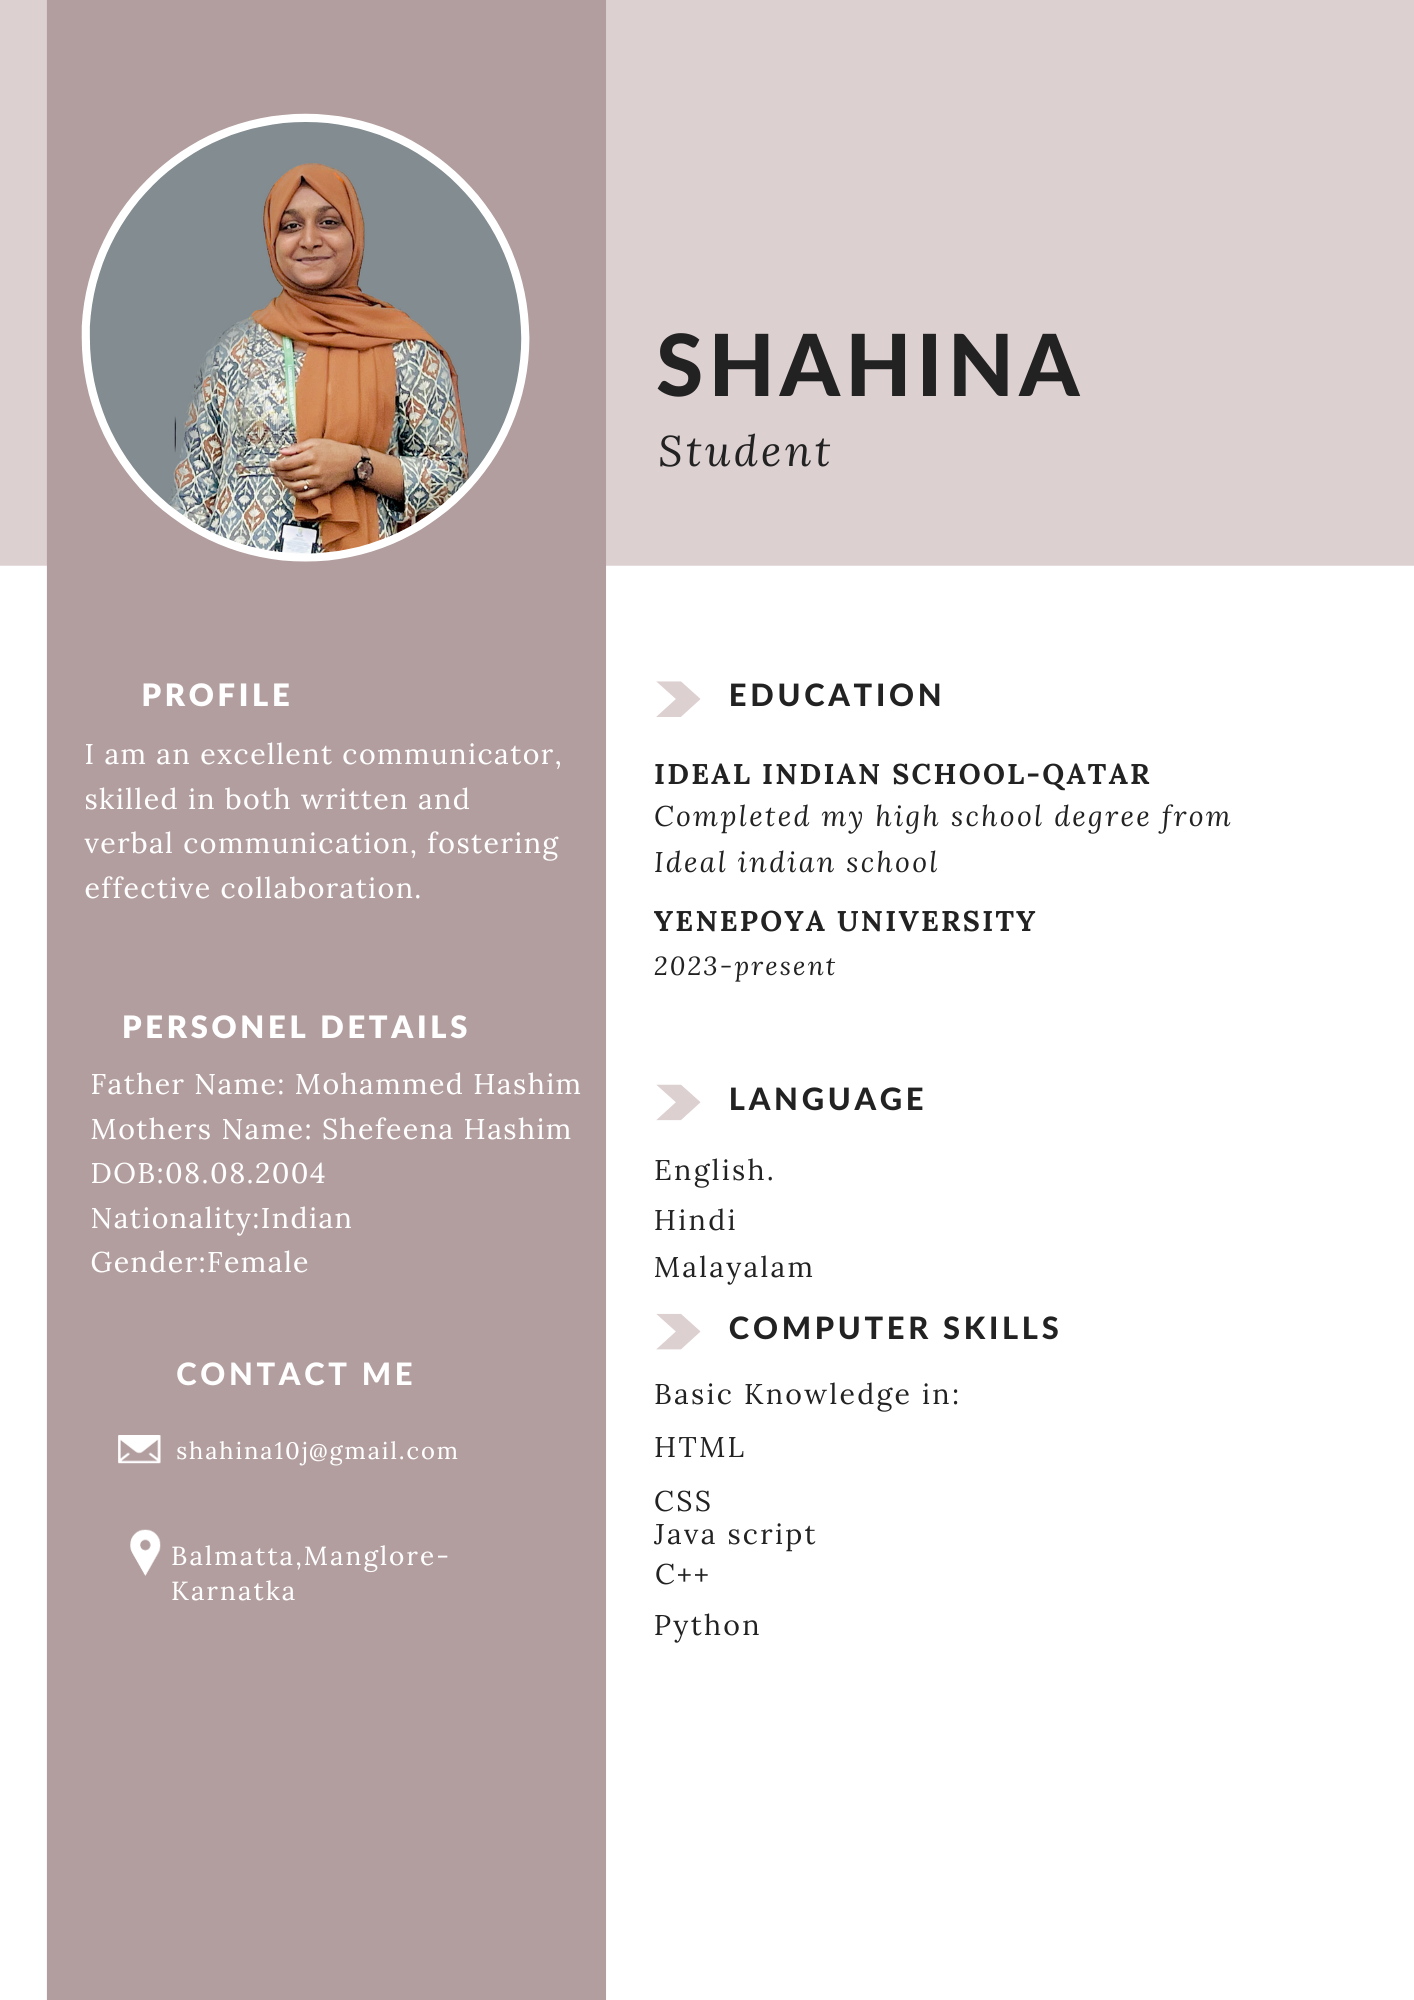 SHAHINA
Student
PROFILE
I am an excellent communicator,
skilled in both written and
verbal communication, fostering
effective collaboration.
PERSONEL DETAILS
Father Name: Mohammed Hashim
Mothers Name: Shefeena Hashim
DOB:08.08.2004
Nationality:Indian
Gender:Female
CONTACT ME
shahina10j@gmail.com
Balmatta,Manglore-
Karnatka
EDUCATION
IDEAL INDIAN SCHOOL-QATAR
Completed my high school degree from
Ideal indian school
YENEPOYA UNIVERSITY
2023-present
LANGUAGE
English.
Hindi
Malayalam
COMPUTER SKILLS
Basic Knowledge in:
HTML
CSS
Java script
C++
Python